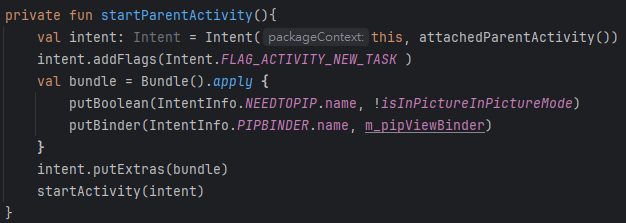 private fun startParentActivity(){
    val intent: Intent = Intent( packageContext: this, attachedParentActivity())
    intent.addFlags(Intent.FLAG_ACTIVITY_NEW_TASK )
    val bundle = Bundle().apply {
        putBoolean(IntentInfo.NEEDTOPIP.name, !isInPictureInPictureMode)
        putBinder(IntentInfo.PIPBINDER.name, m_pipViewBinder)
    }
    intent.putExtras(bundle)
    startActivity(intent)
}